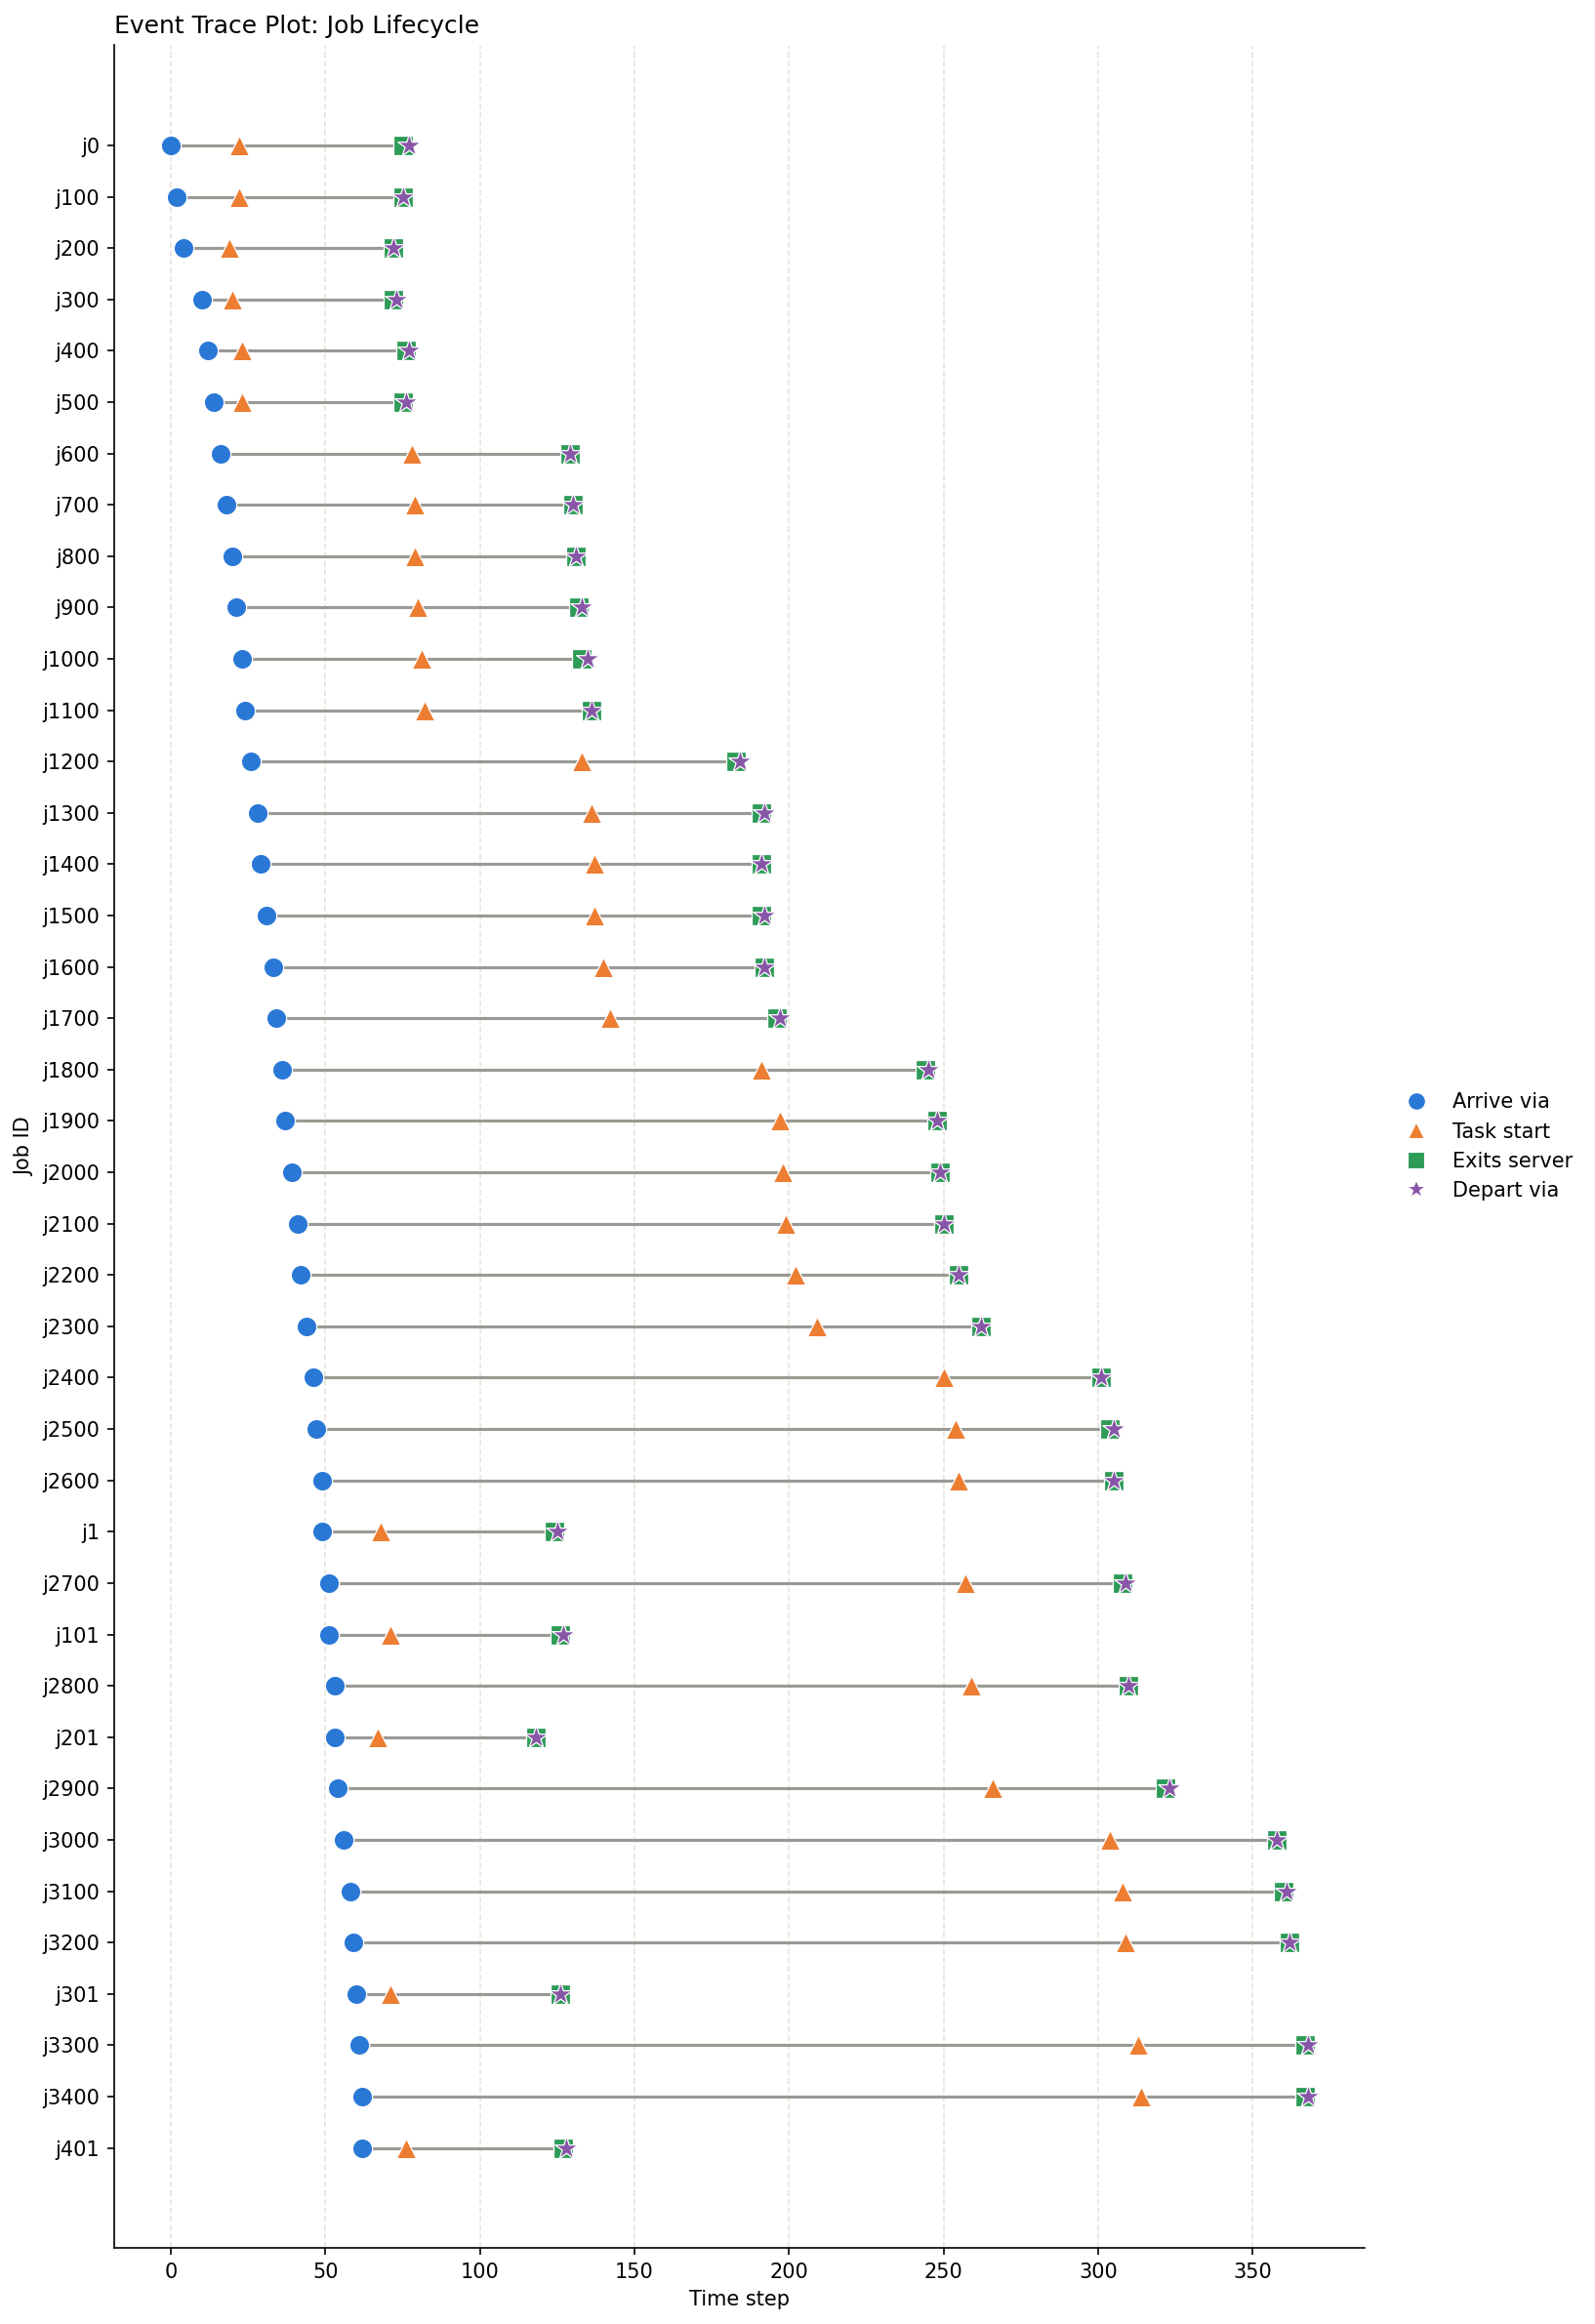 Event Trace Plot: Job Lifecycle
j0
j100
j200
j300
j400
j500
j600
j700
j800
j900
j1000
j1100
j1200
j1300
j1400
j1500
j1600
j1700
j1800
j1900
j2000
j2100
j2200
j2300
j2400
j2500
j2600
j1
j2700
j101
j2800
j201
j2900
j3000
j3100
j3200
j301
j3300
j3400
j401
Job ID
0 50 100 150 200 250 300 350
Time step
Arrive via
Task start
Exits server
Depart via